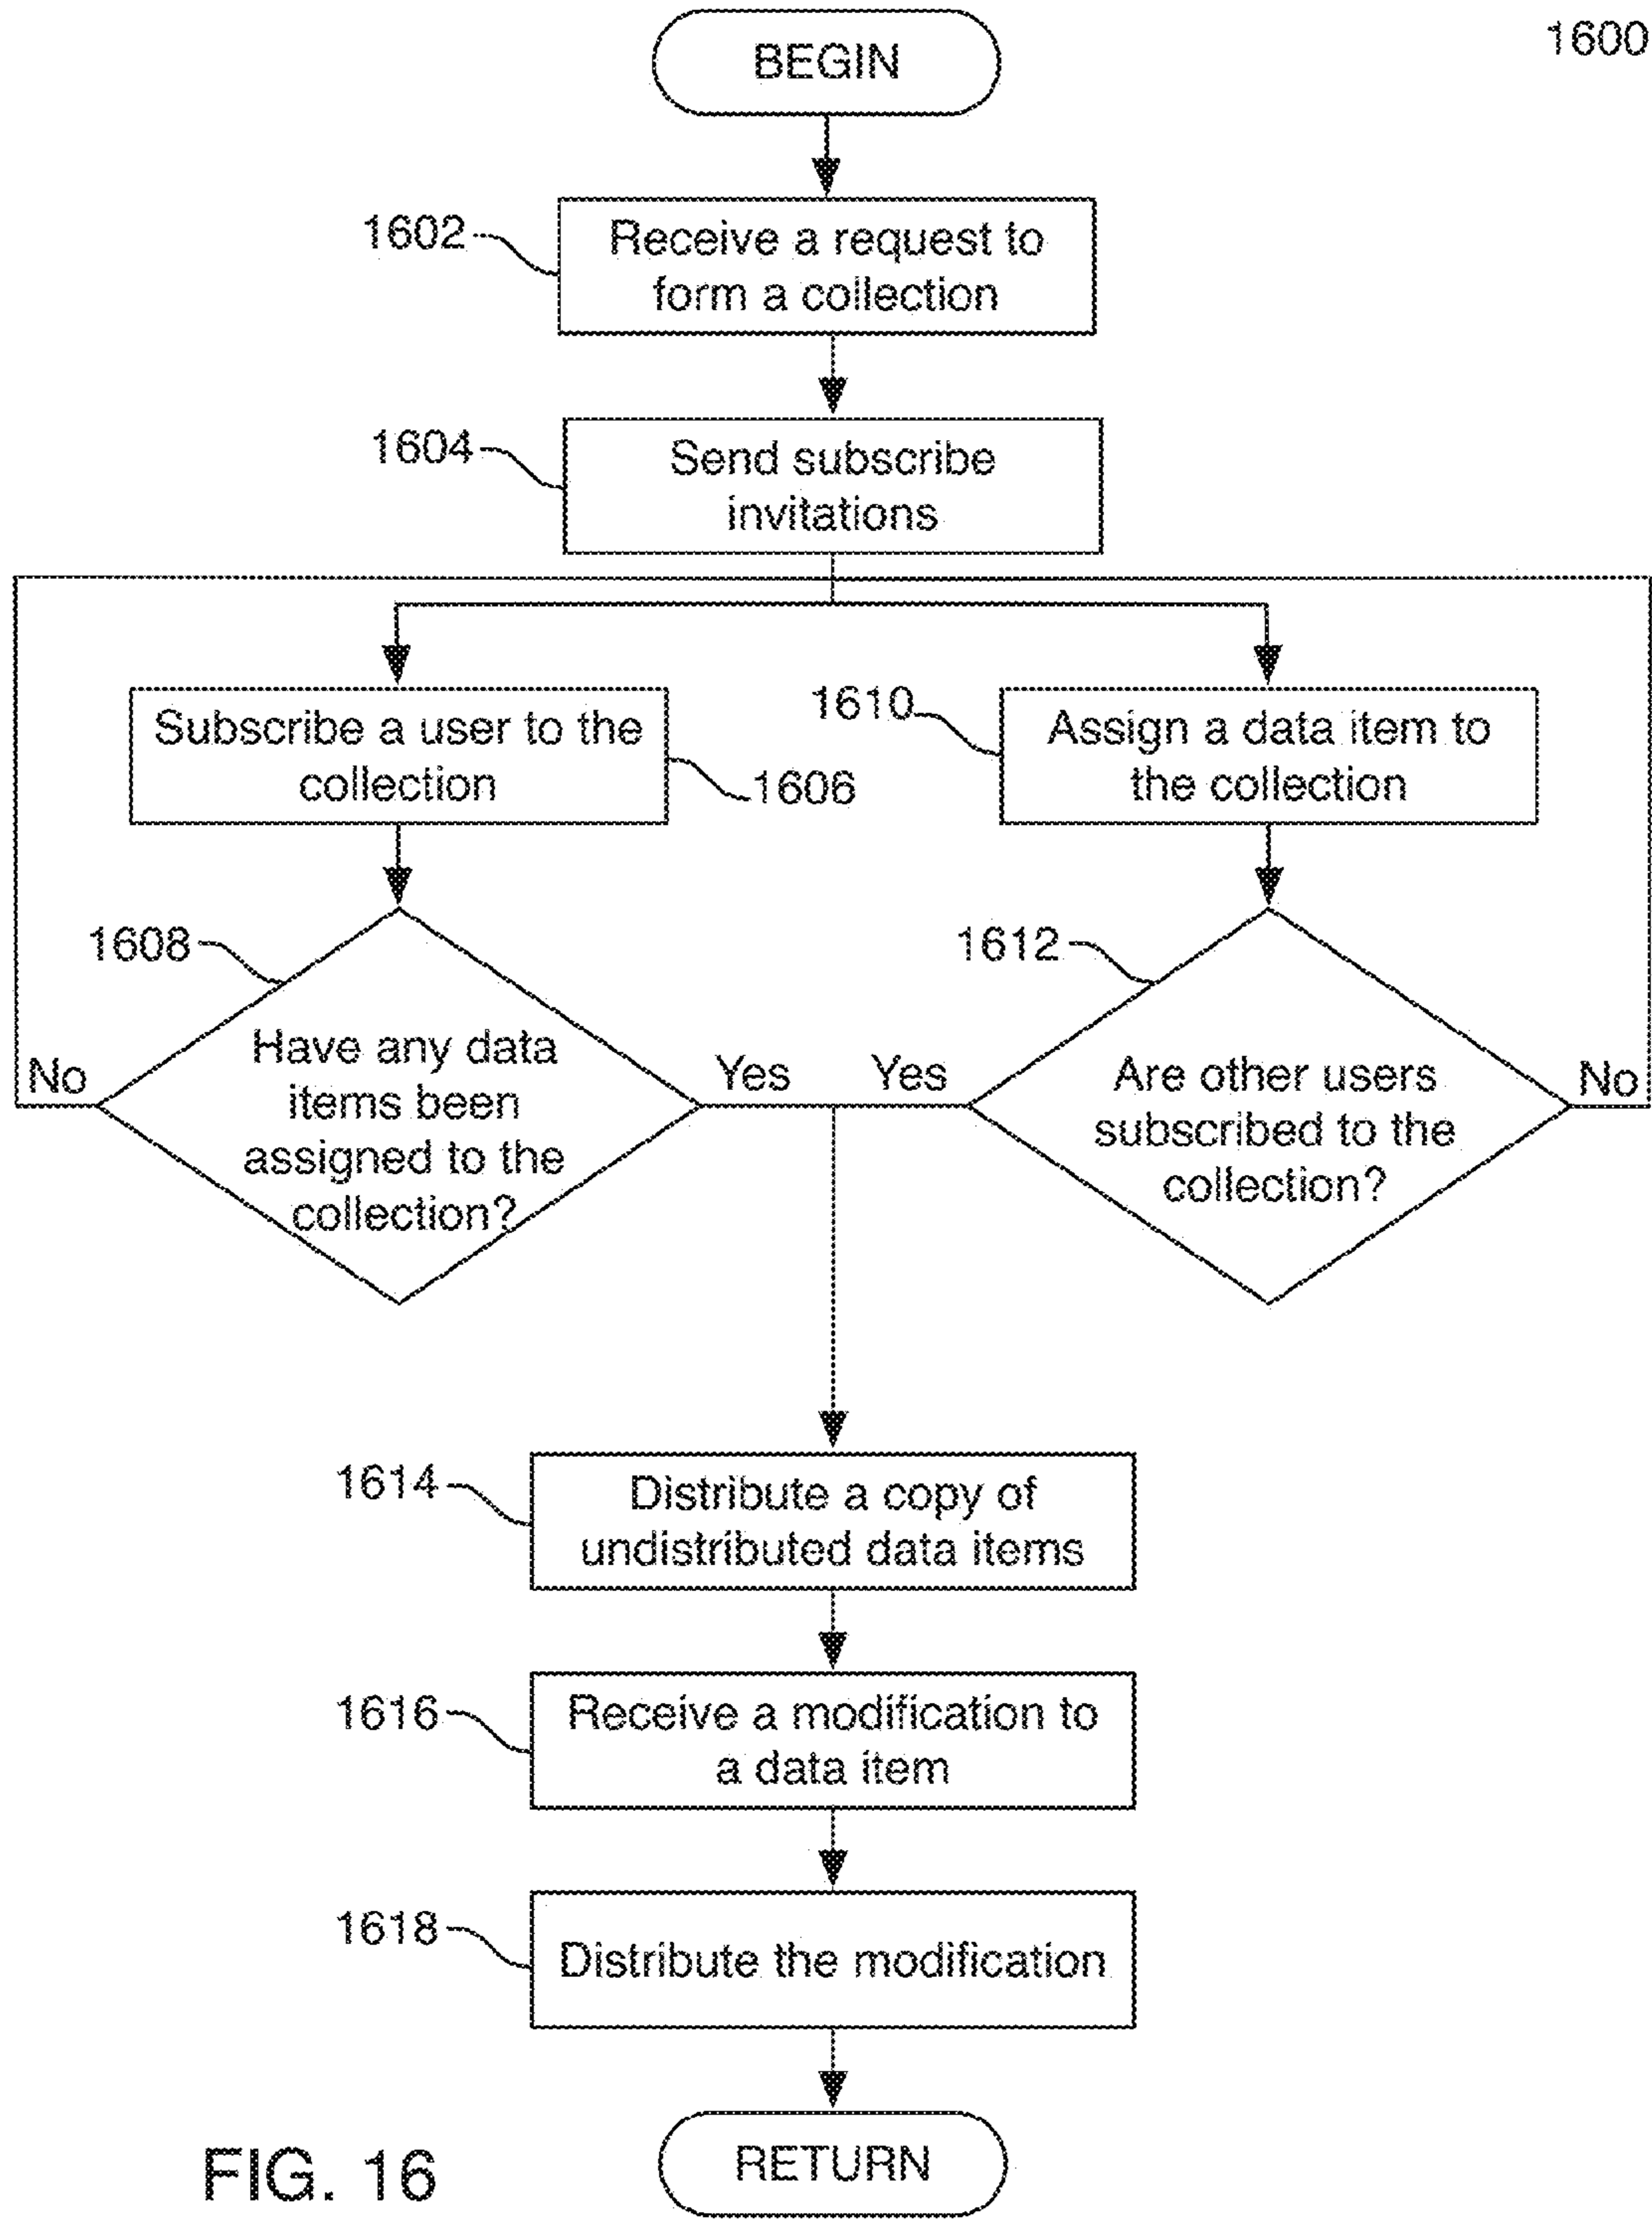 1600
BEGIN
1602
Receive a request to
form a collection
1604
Send subscribe
invitations
Subscribe a user to the
collection
1606
1610
Assign a data item to
the collection
1608
Have any data
items been
assigned to the
collection?
No
Yes
1612
Are other users
subscribed to the
collection?
Yes
No
1614
Distribute a copy of
undistributed data items
1616
Receive a modification to
a data item
1618
Distribute the modification
RETURN
FIG. 16